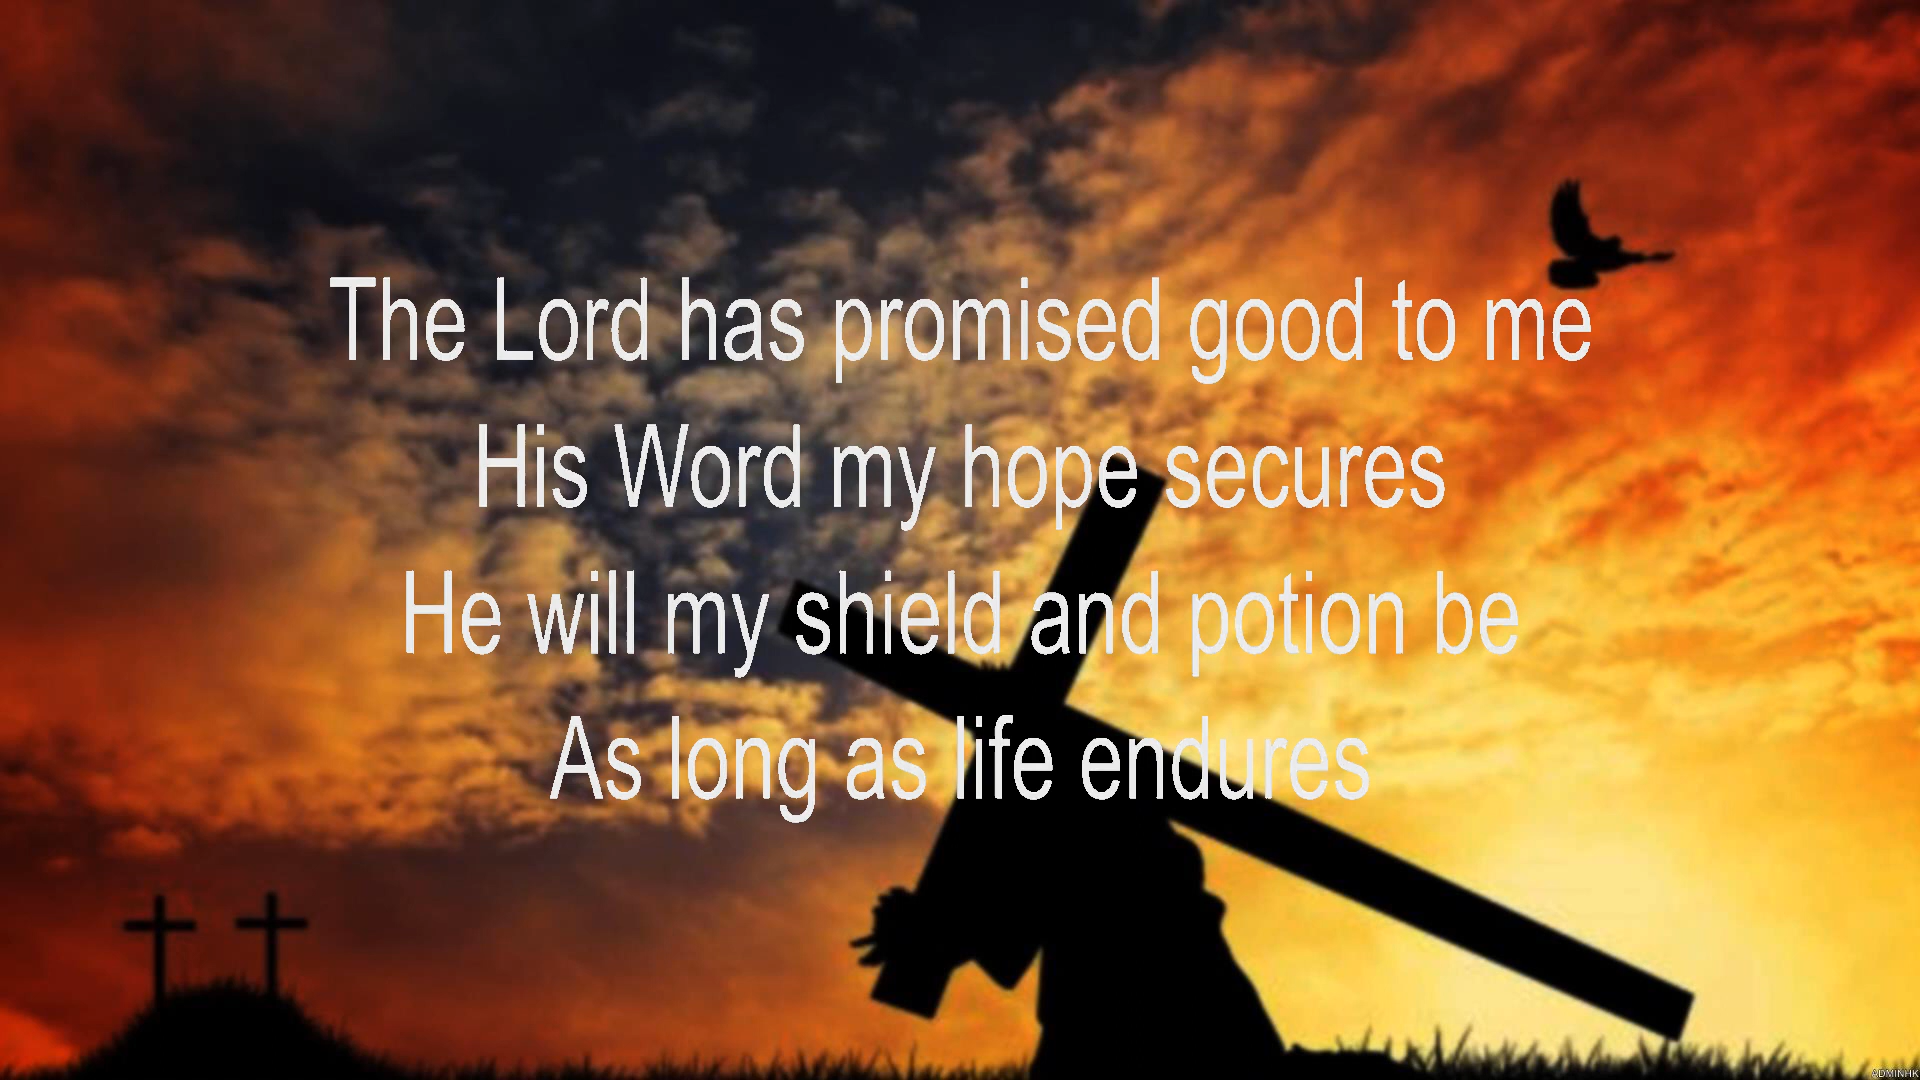 The Lord has promised good to me
His Word my hope secures
He will my shield and potion be
As long as life endures
ADMINHK